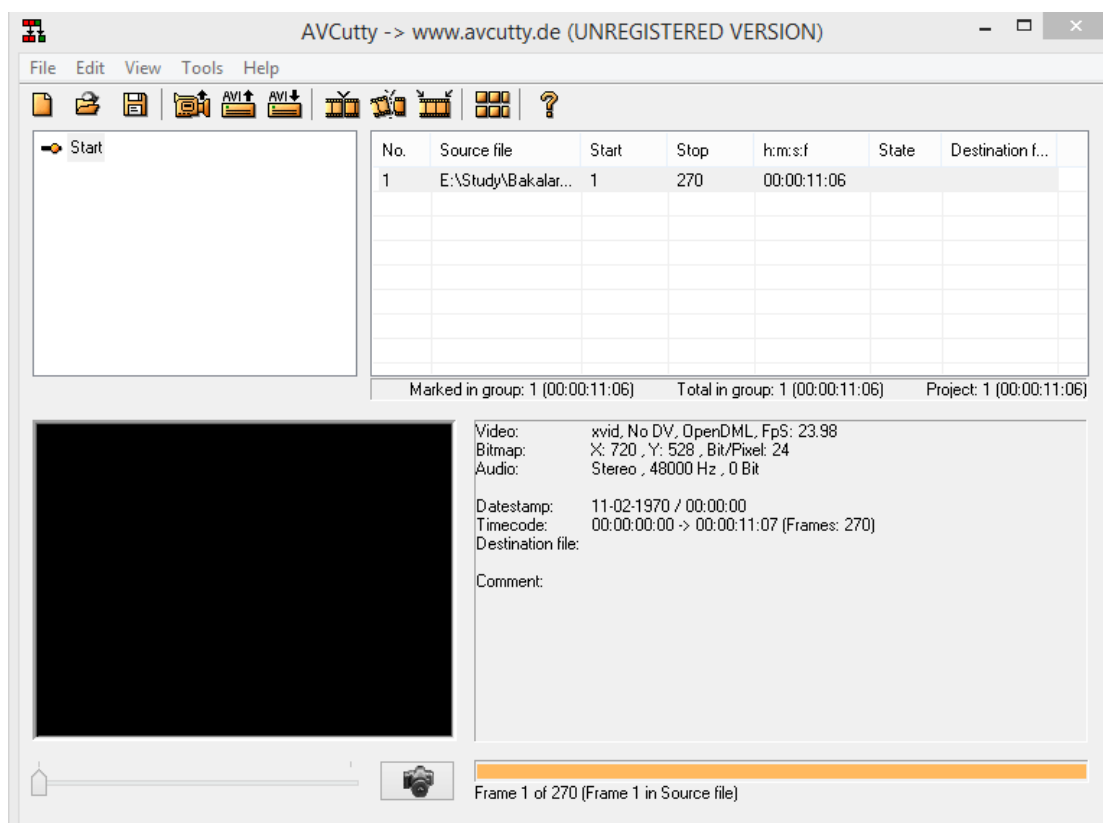 AVCutty -> www.avcutty.de (UNREGISTERED VERSION)
File Edit View Tools Help
AVI AVI
Start
No. Source file Start Stop h:m:s:f State Destination f...
1 E:\Study\Bakalar... 1 270 00:00:11:06
Marked in group: 1 (00:00:11:06) Total in group: 1 (00:00:11:06) Project: 1 (00:00:11:06)
Video: xvid, No DV, OpenDML, FpS: 23.98
Bitmap: X: 720 , Y: 528 , Bit/Pixel: 24
Audio: Stereo , 48000 Hz , 0 Bit
Datestamp: 11-02-1970 / 00:00:00
Timecode: 00:00:00:00 -> 00:00:11:07 (Frames: 270)
Destination file:
Comment:
Frame 1 of 270 (Frame 1 in Source file)